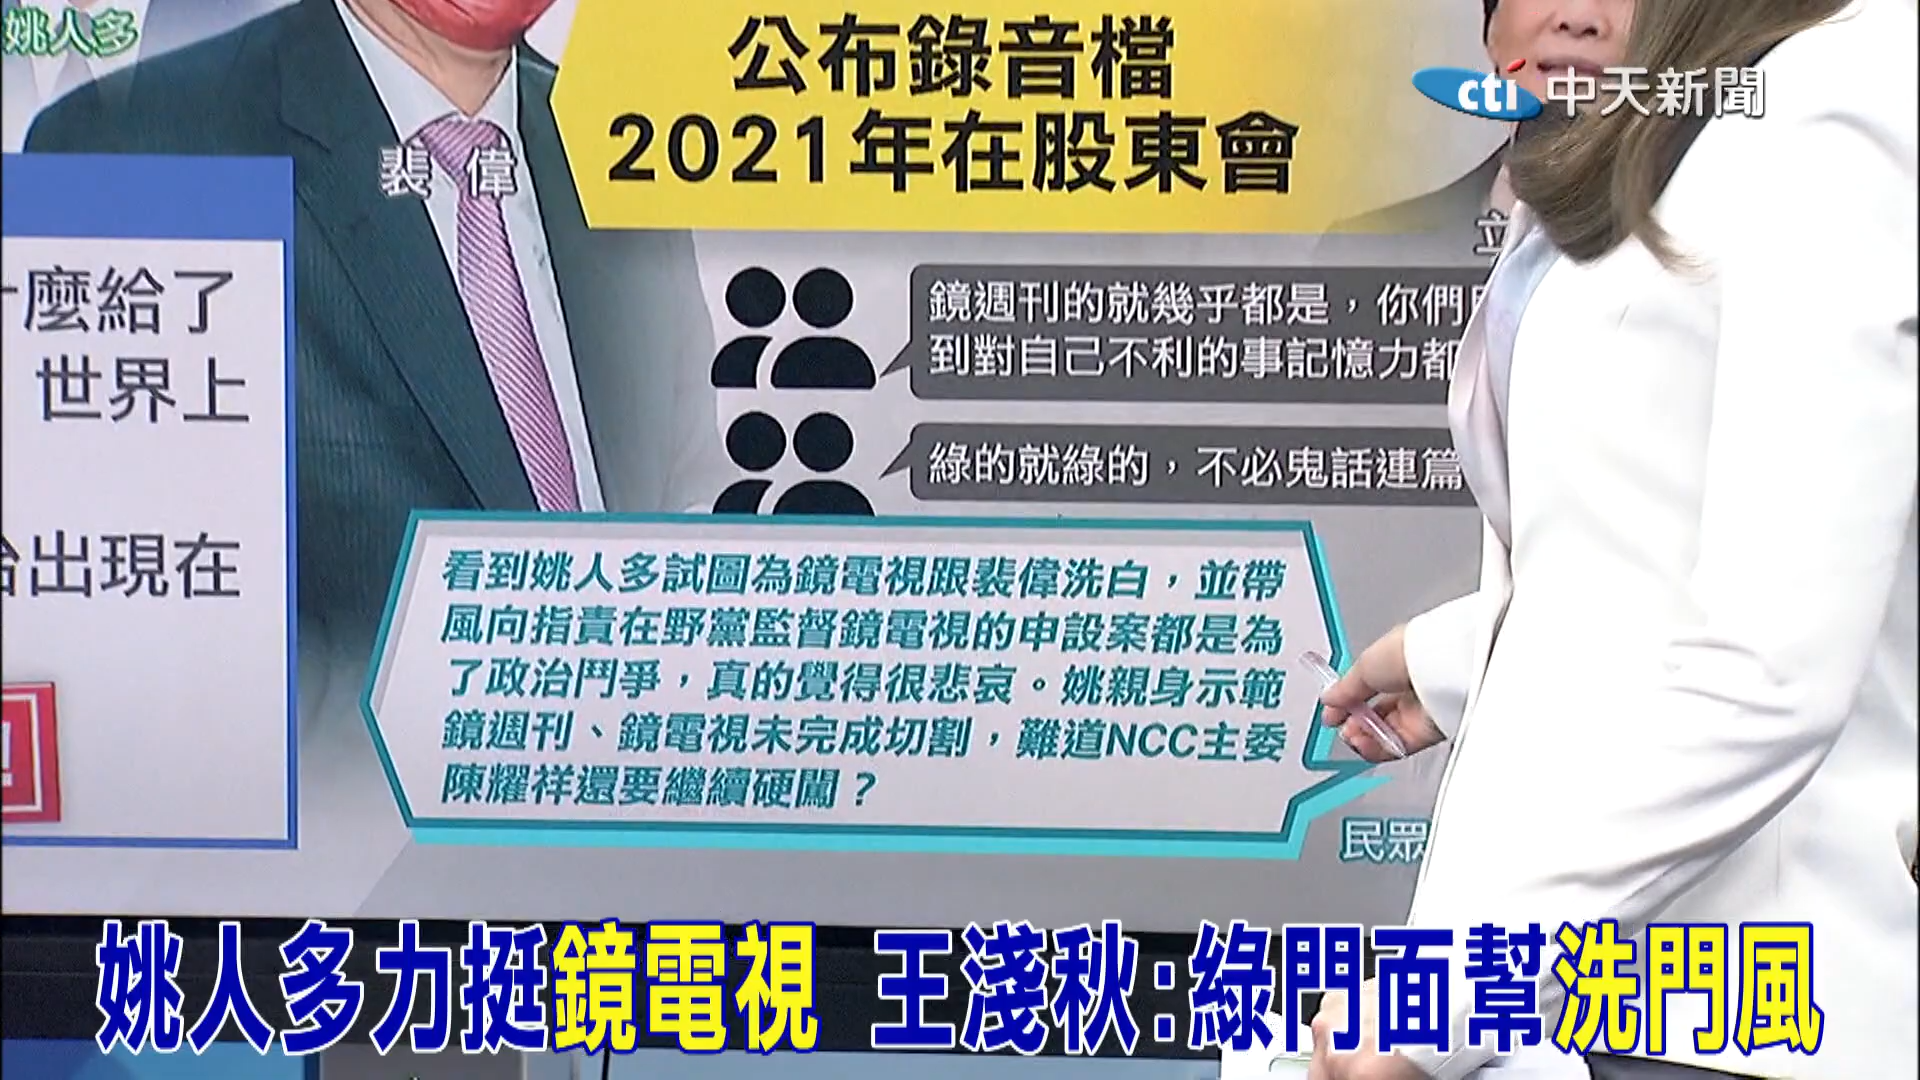 姚人多
公布錄音檔
2021年在股東會
cti 中天新聞
裴偉
立
麼給了
世界上
出現在
鏡週刊的就幾乎都是，你們
到對自己不利的事記憶力都
綠的就綠的，不必鬼話連篇
看到姚人多試圖為鏡電視跟裴偉洗白，並帶
風向指責在野黨監督鏡電視的申設案都是為
了政治鬥爭，真的覺得很悲哀。姚親身示範
鏡週刊、鏡電視未完成切割，難道NCC主委
陳耀祥還要繼續硬闖？
民眾
姚人多力挺鏡電視 王淺秋:綠門面幫洗門風